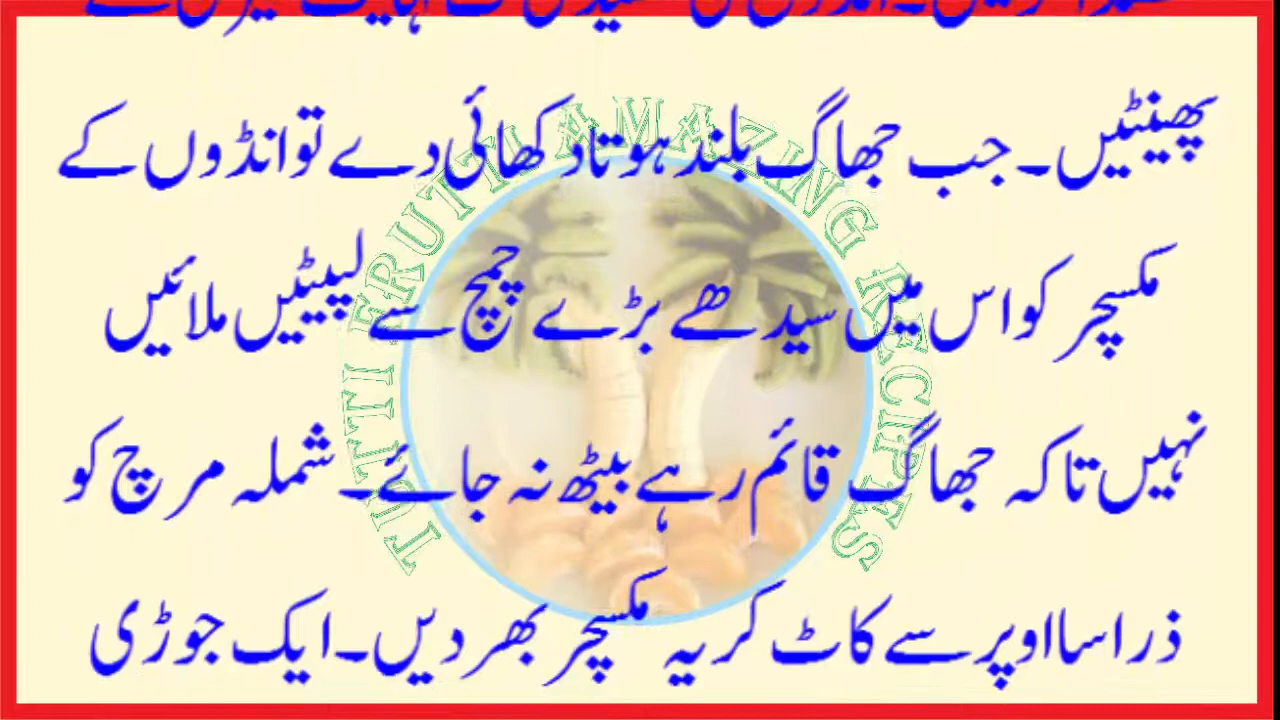 پھینٹیں۔ جب جھاگ بلند ہوتا دکھائی دے تو انڈوں کے
مکسچر کو اس میں سیدھے بڑے چمچ سے لپیٹیں ملائیں
نہیں تاکہ جھاگ قائم رہے بیٹھ نہ جائے۔ شملہ مرچ کو
ذرا سا اوپر سے کاٹ کر یہ مکسچر بھر دیں۔ ایک جوڑی
TUTTI FRUTTI AMAZING RECIPES